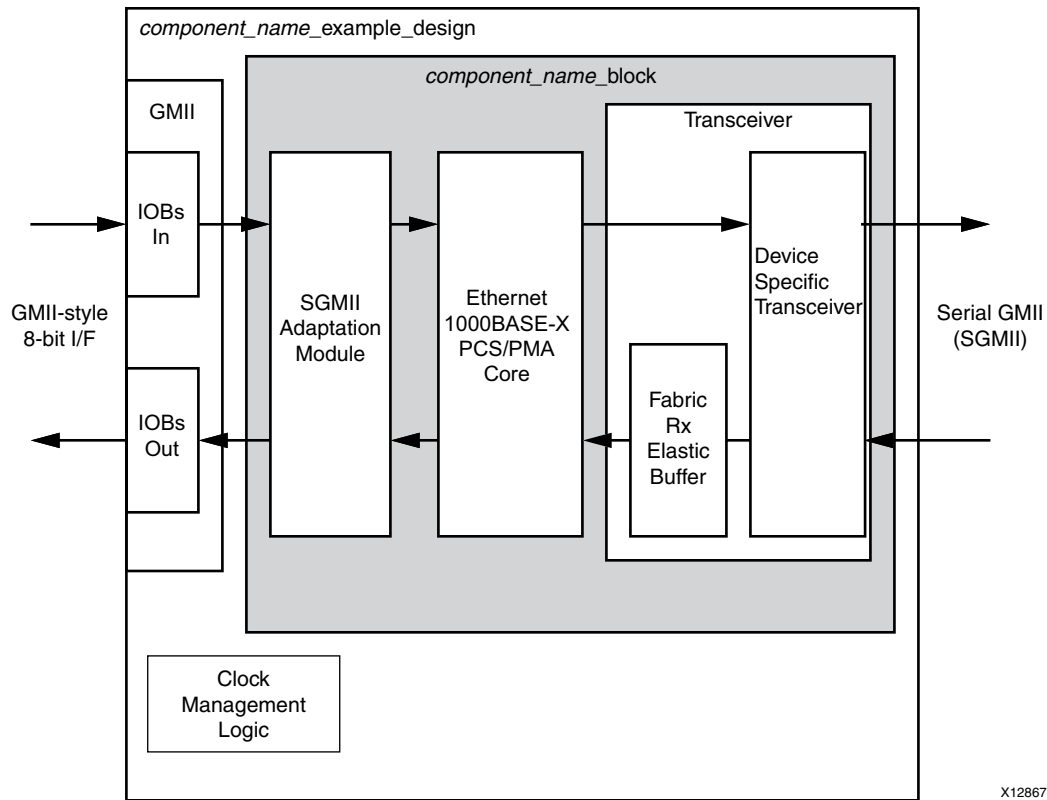 component_name_example_design
component_name_block
GMII
Transceiver
IOBs
In
GMII-style
8-bit I/F
IOBs
Out
SGMII
Adaptation
Module
Ethernet
1000BASE-X
PCS/PMA
Core
Fabric
Rx
Elastic
Buffer
Device
Specific
Transceiver
Serial GMII
(SGMII)
Clock
Management
Logic
X12867